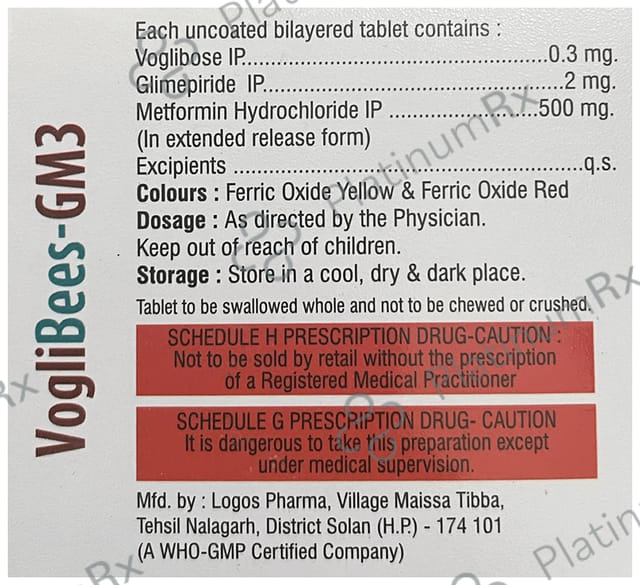 Each uncoated bilayered tablet contains :
Voglibose IP..................................................0.3 mg.
Glimepiride IP..................................................2 mg.
Metformin Hydrochloride IP .........................500 mg.
(In extended release form)
Excipients ..........................................................q.s.
Colours : Ferric Oxide Yellow & Ferric Oxide Red
Dosage : As directed by the Physician.
Keep out of reach of children.
Storage : Store in a cool, dry & dark place.
Tablet to be swallowed whole and not to be chewed or crushed.
SCHEDULE H PRESCRIPTION DRUG-CAUTION :
Not to be sold by retail without the prescription
of a Registered Medical Practitioner
SCHEDULE G PRESCRIPTION DRUG- CAUTION
It is dangerous to take this preparation except
under medical supervision.
Mfd. by : Logos Pharma, Village Maissa Tibba,
Tehsil Nalagarh, District Solan (H.P.) - 174 101
(A WHO-GMP Certified Company)
VogliBees-GM3
PlatinumRx